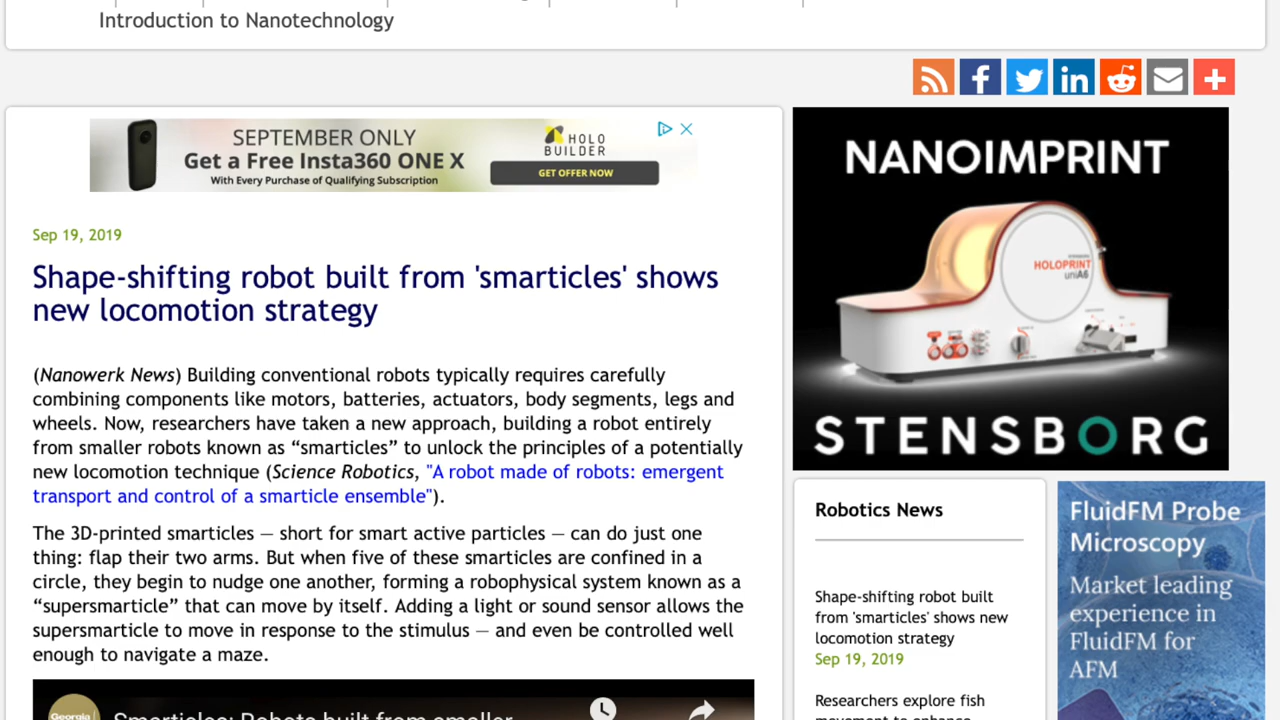 Introduction to Nanotechnology
SEPTEMBER ONLY
Get a Free Insta360 ONE X
With Every Purchase of Qualifying Subscription
HOLO
BUILDER
GET OFFER NOW
NANOIMPRINT
HOLOPRINT
uniA6
STENSBORG
Sep 19, 2019
Shape-shifting robot built from 'smarticles' shows
new locomotion strategy
(Nanowerk News) Building conventional robots typically requires carefully
combining components like motors, batteries, actuators, body segments, legs and
wheels. Now, researchers have taken a new approach, building a robot entirely
from smaller robots known as “smarticles” to unlock the principles of a potentially
new locomotion technique (Science Robotics, "A robot made of robots: emergent
transport and control of a smarticle ensemble").
The 3D-printed smarticles — short for smart active particles — can do just one
thing: flap their two arms. But when five of these smarticles are confined in a
circle, they begin to nudge one another, forming a robophysical system known as a
“supersmarticle” that can move by itself. Adding a light or sound sensor allows the
supersmarticle to move in response to the stimulus — and even be controlled well
enough to navigate a maze.
Georgia
Smarticles: Robots built from smaller
Robotics News
Shape-shifting robot built
from 'smarticles' shows new
locomotion strategy
Sep 19, 2019
Researchers explore fish
movement to enhance
FluidFM Probe
Microscopy
Market leading
experience in
FluidFM for
AFM